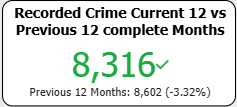 Recorded Crime Current 12 vs
Previous 12 complete Months
8,316✓
Previous 12 Months: 8,602 (-3.32%)